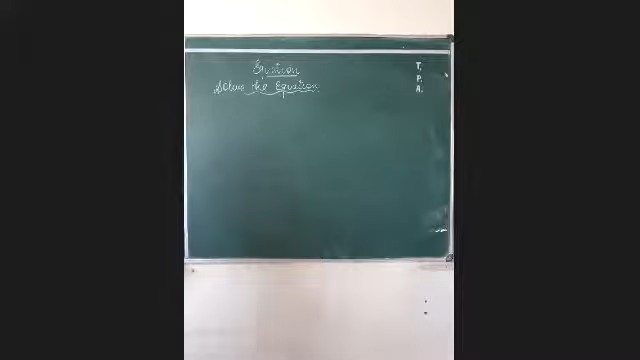 Equation
Solve the Equation
T.
P.
A.